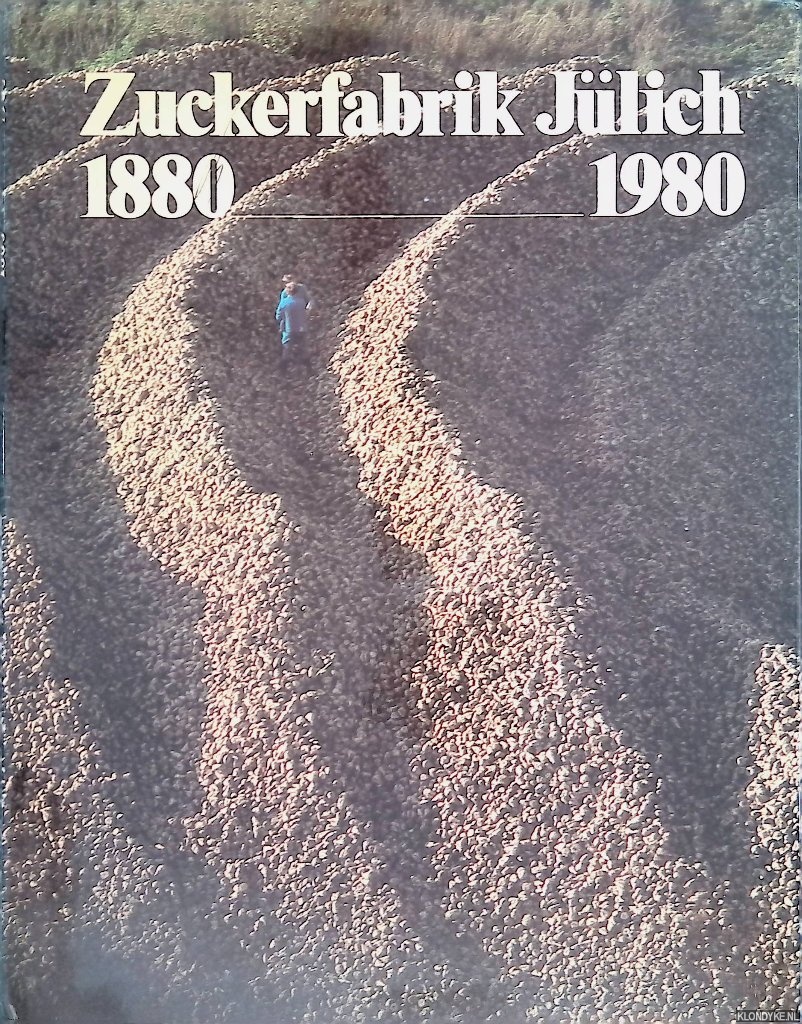 Zuckerfabrik Jülich
1880 1980
KLONDYKE.NL